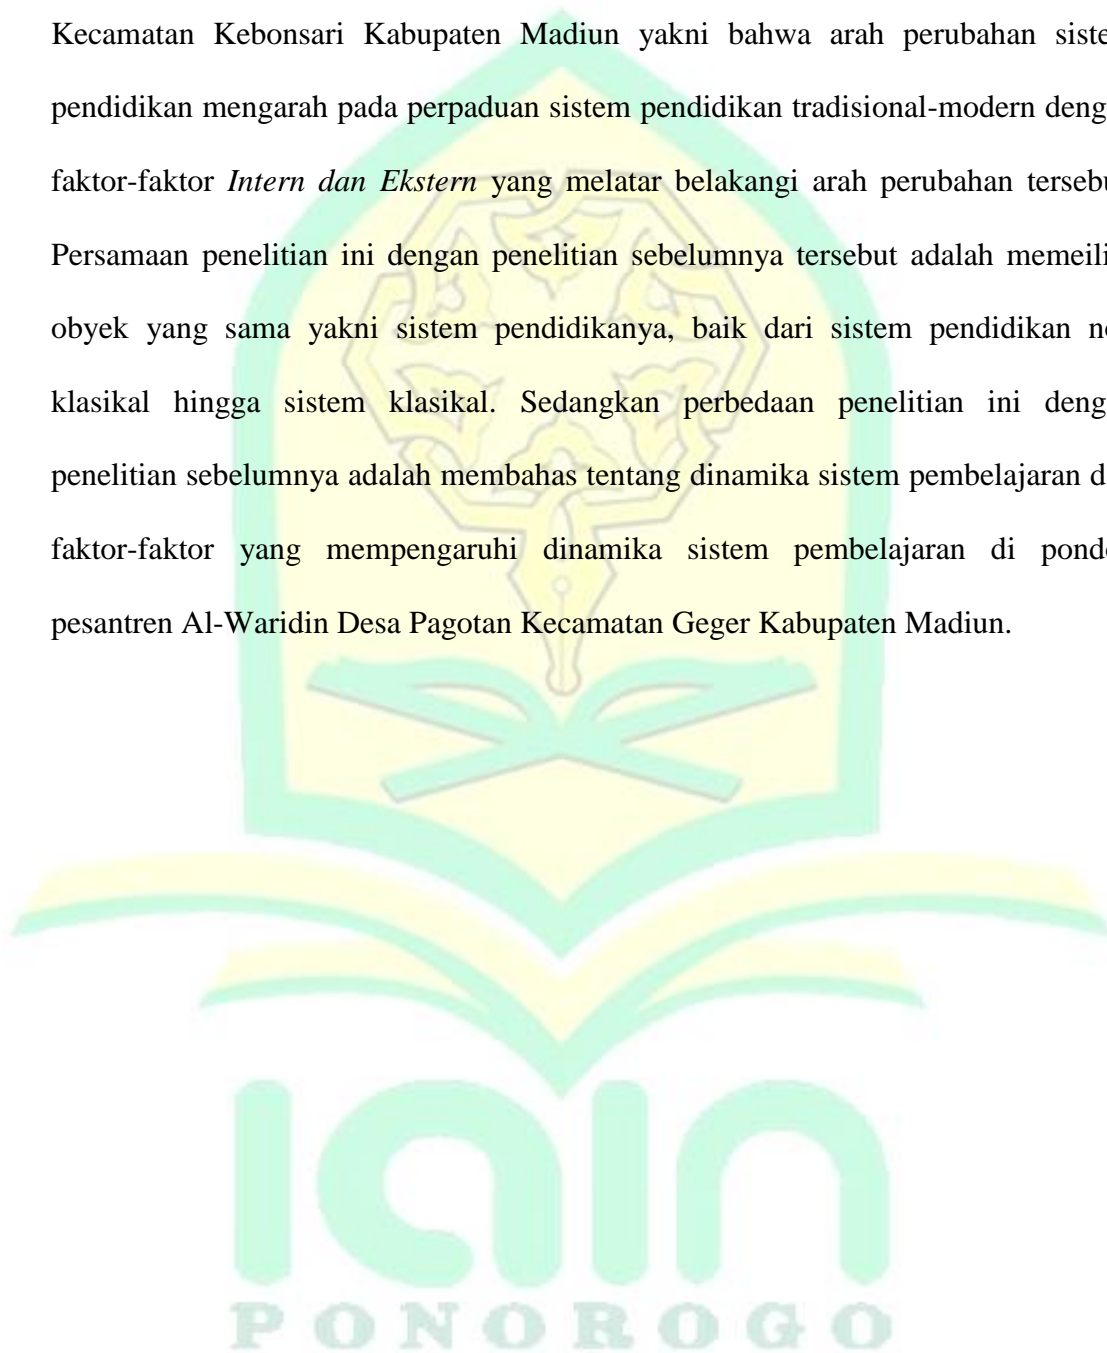 Kecamatan Kebonsari Kabupaten Madiun yakni bahwa arah perubahan siste
pendidikan mengarah pada perpaduan sistem pendidikan tradisional-modern deng
faktor-faktor Intern dan Ekstern yang melatar belakangi arah perubahan tersebu
Persamaan penelitian ini dengan penelitian sebelumnya tersebut adalah memeili
obyek yang sama yakni sistem pendidikanya, baik dari sistem pendidikan no
klasikal hingga sistem klasikal. Sedangkan perbedaan penelitian ini deng
penelitian sebelumnya adalah membahas tentang dinamika sistem pembelajaran d
faktor-faktor yang mempengaruhi dinamika sistem pembelajaran di pond
pesantren Al-Waridin Desa Pagotan Kecamatan Geger Kabupaten Madiun.
iain
PONOROGO